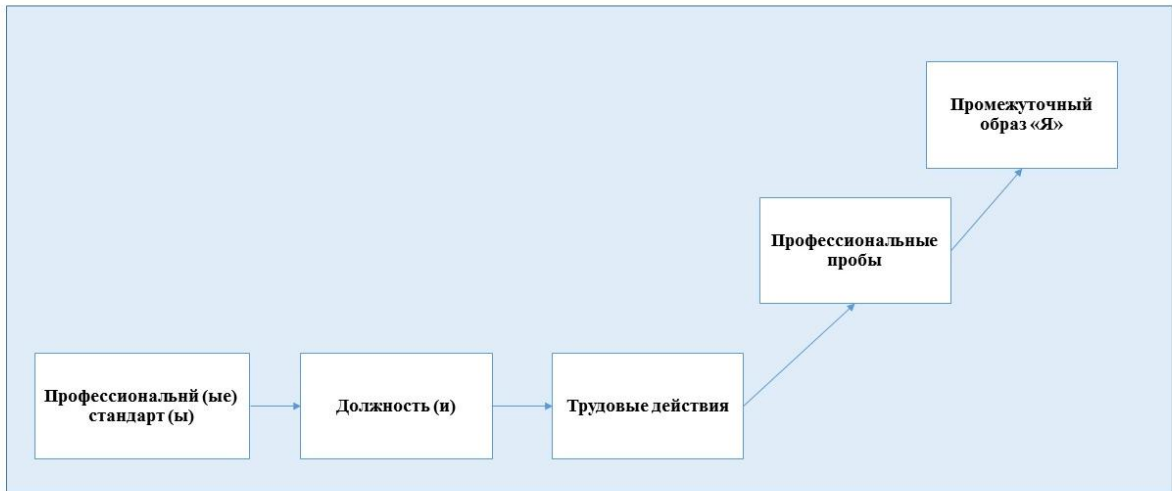 Промежуточный
образ «Я»
Профессиональные
пробы
Профессиональнй (ые)
стандарт (ы)
Должность (и)
Трудовые действия